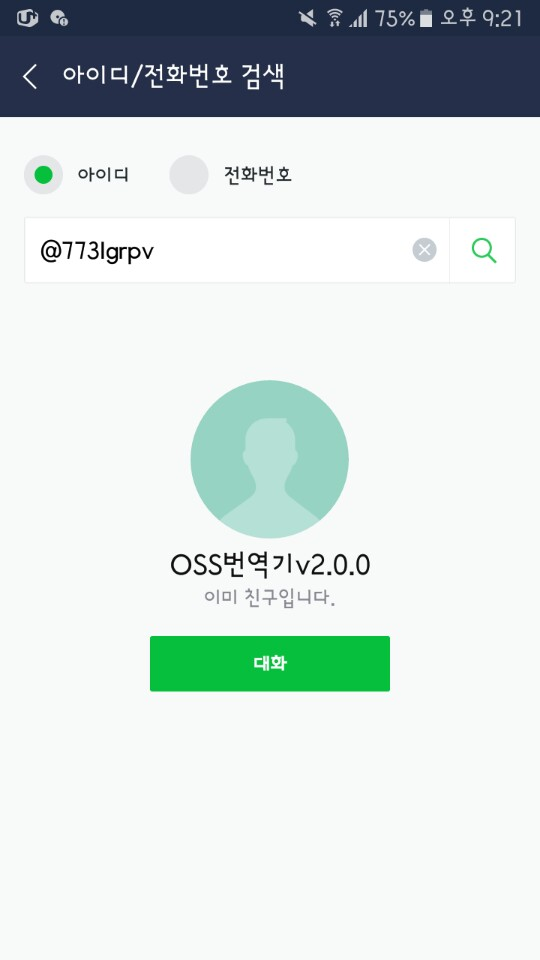 75% 오후 9:21
아이디/전화번호 검색
아이디 전화번호
@773lgrpv
OSS번역기v2.0.0
이미 친구입니다.
대화